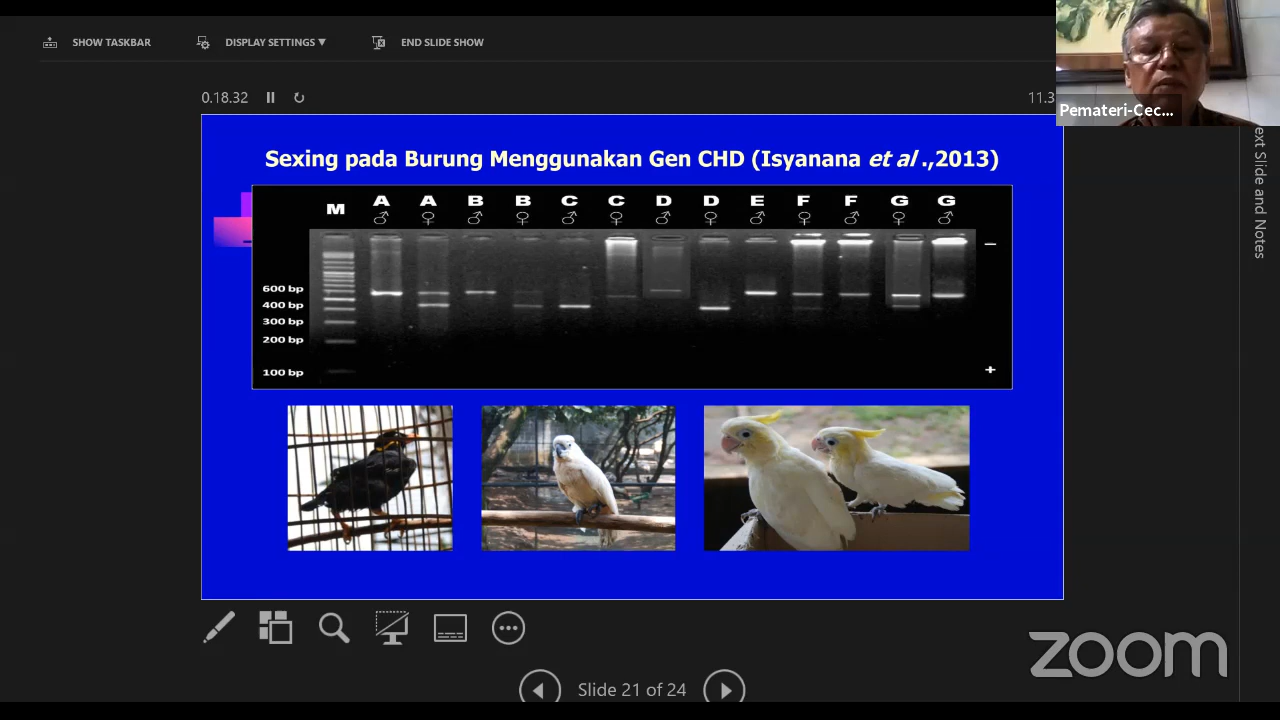 SHOW TASKBAR DISPLAY SETTINGS ▼ END SLIDE SHOW
0.18.32 11.3
Pemateri-Cec...
ext Slide and Notes
Sexing pada Burung Menggunakan Gen CHD (Isyanana et al .,2013)
M A A B B C C D D E F F G G
♂ ♀ ♂ ♀ ♂ ♀ ♂ ♀ ♂ ♀ ♂ ♀ ♂
−
600 bp
400 bp
300 bp
200 bp
100 bp
+
zoom
Slide 21 of 24